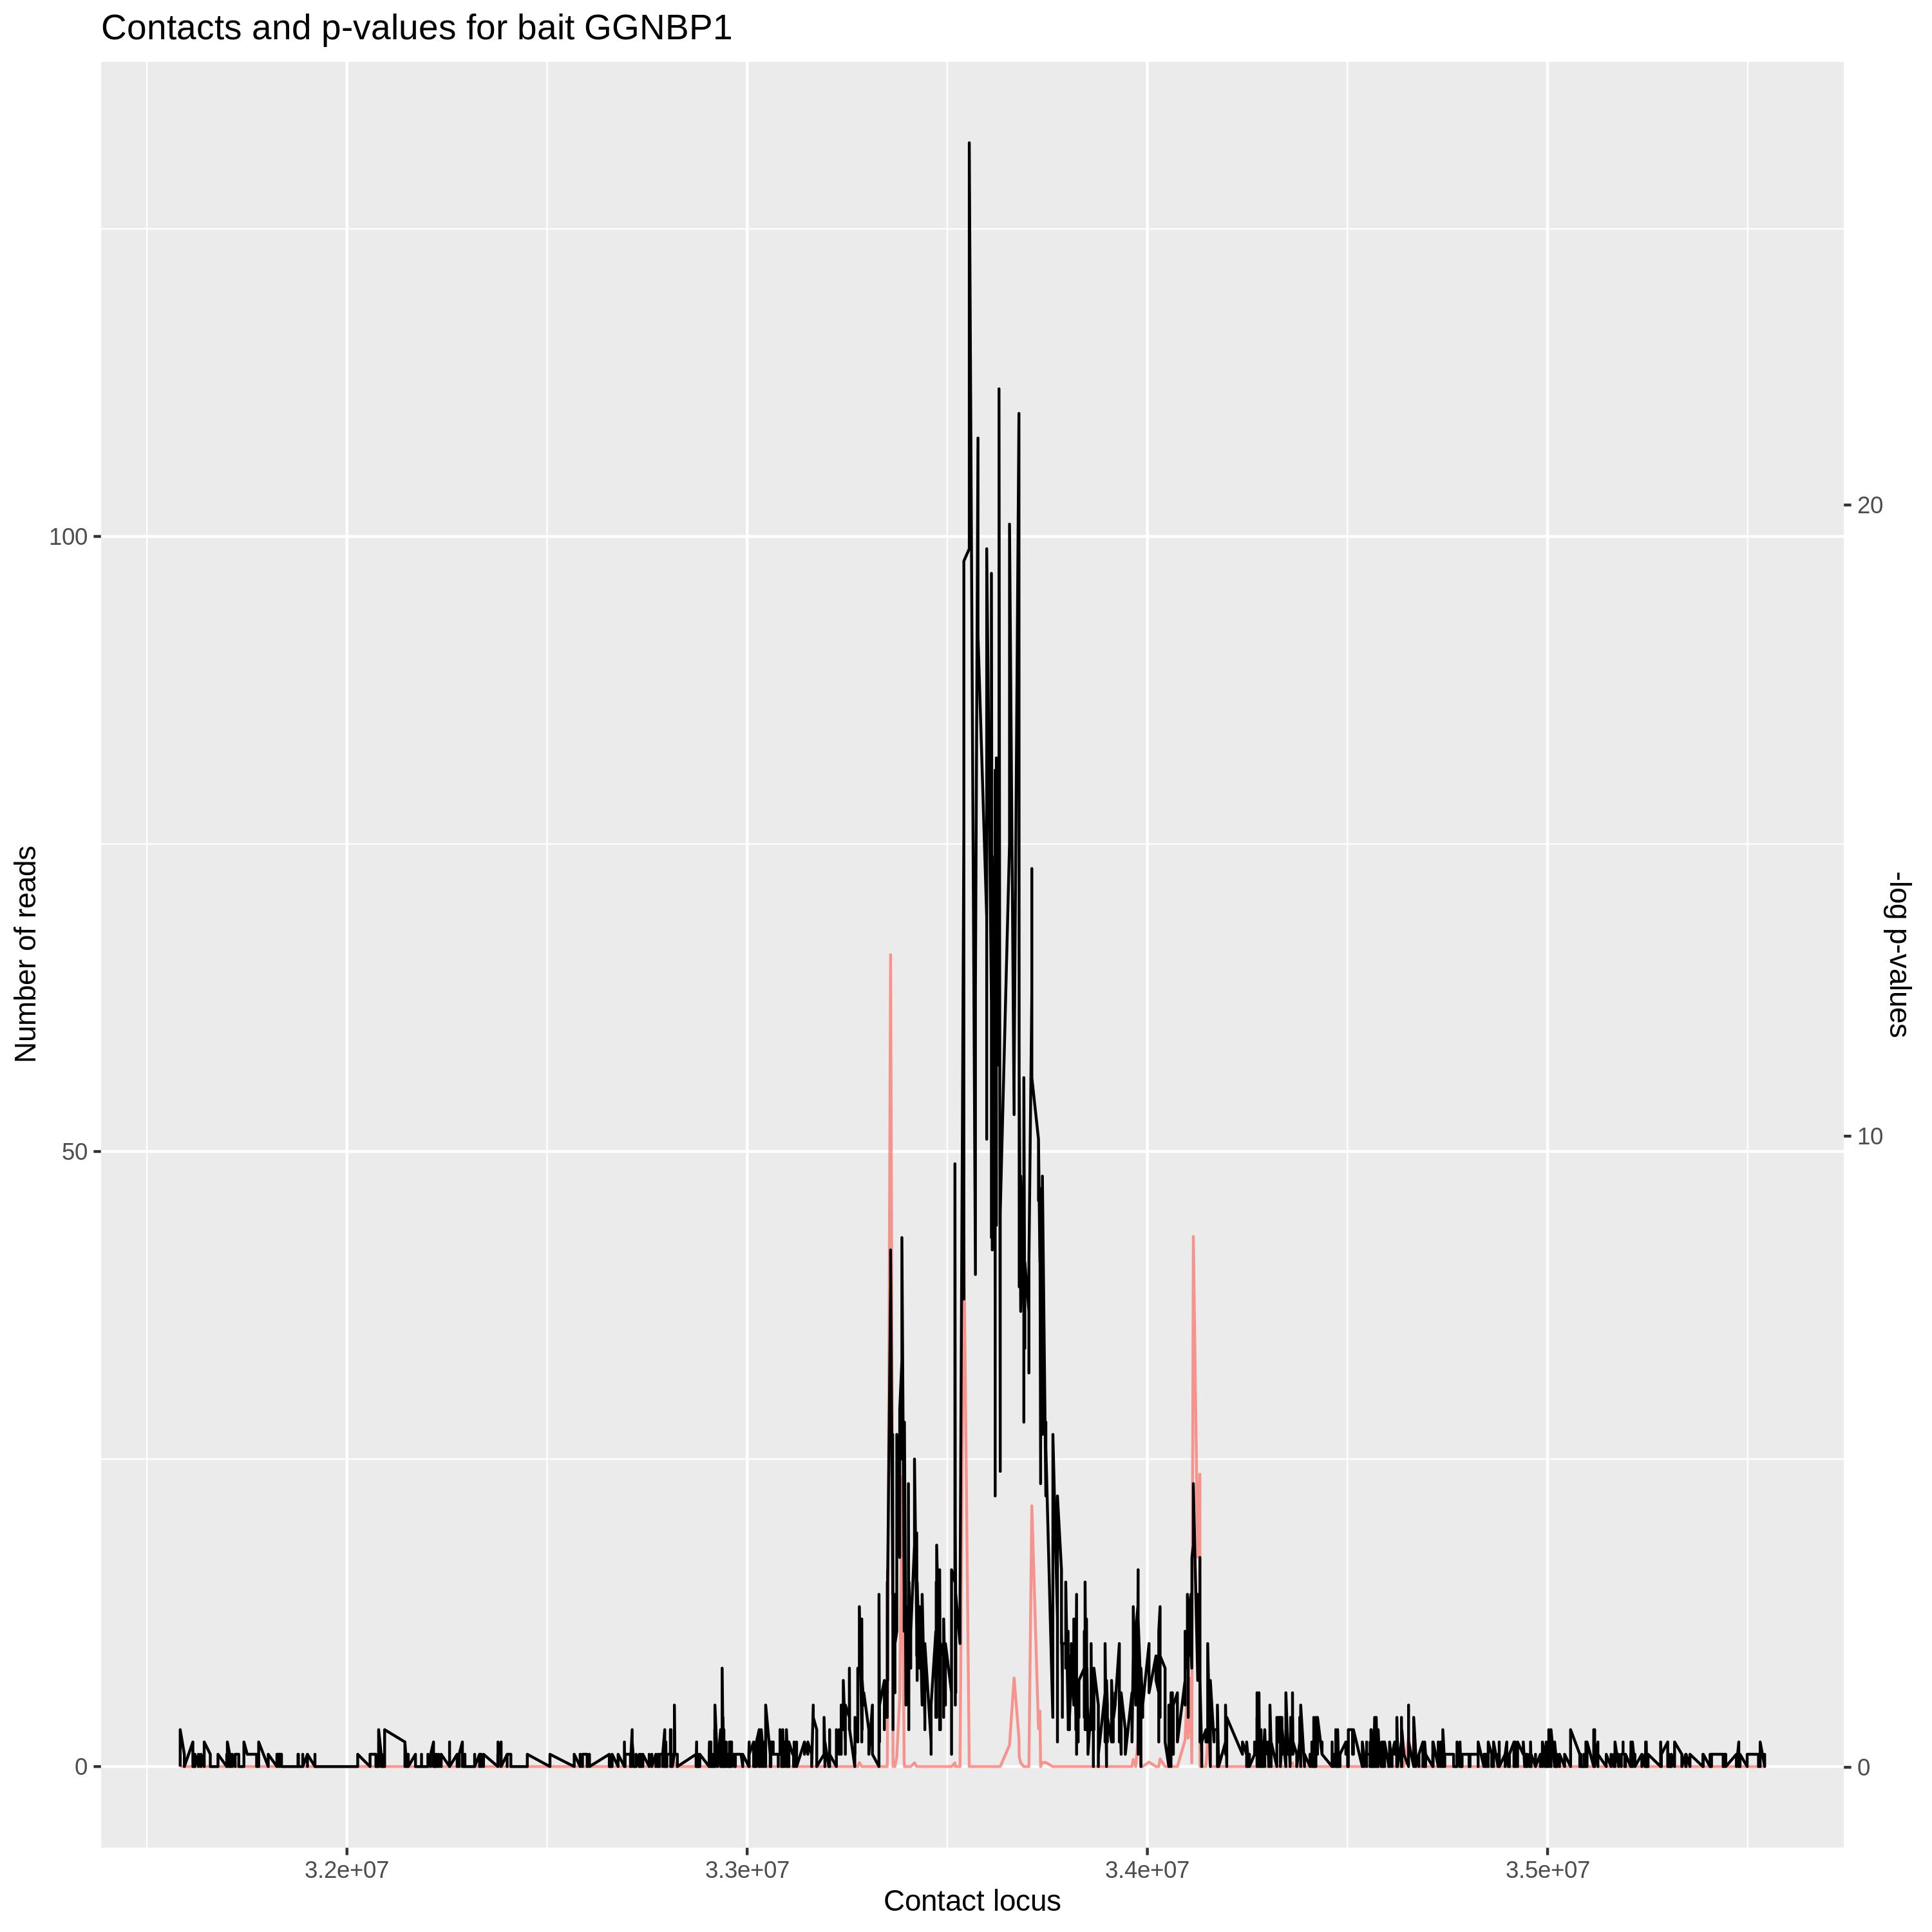 Contacts and p-values for bait GGNBP1
100
50
0
20
10
0
Number of reads
-log p-values
3.2e+07
3.3e+07
3.4e+07
3.5e+07
Contact locus